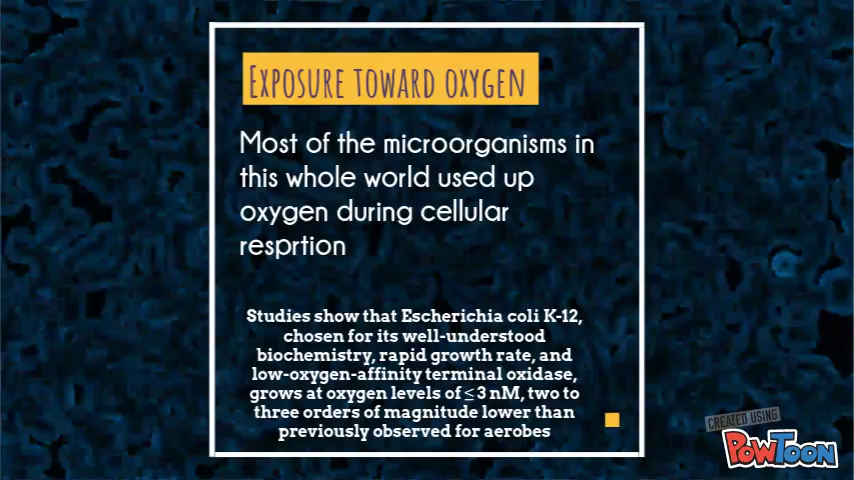 Exposure toward oxygen
Most of the microorganisms in
this whole world used up
oxygen during cellular
resprtion
Studies show that Escherichia coli K-12,
chosen for its well-understood
biochemistry, rapid growth rate, and
low-oxygen-affinity terminal oxidase,
grows at oxygen levels of ≤ 3 nM, two to
three orders of magnitude lower than
previously observed for aerobes
CREATED USING
POWTOON